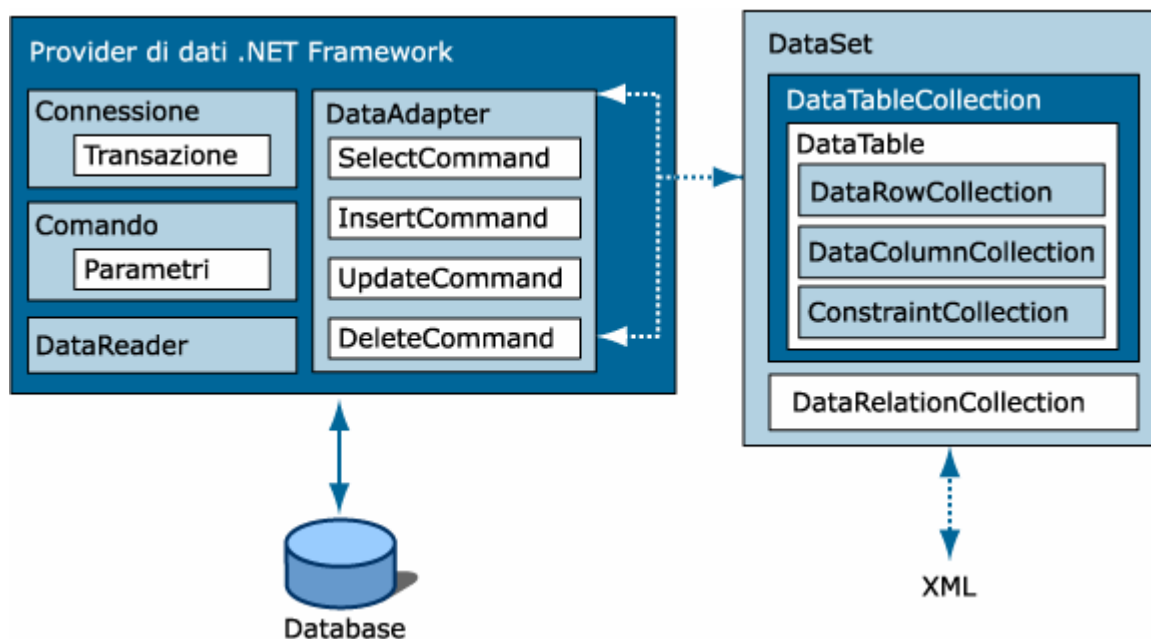 Provider di dati .NET Framework
Connessione
Transazione
Comando
Parametri
DataReader
DataAdapter
SelectCommand
InsertCommand
UpdateCommand
DeleteCommand
Database
DataSet
DataTableCollection
DataTable
DataRowCollection
DataColumnCollection
ConstraintCollection
DataRelationCollection
XML